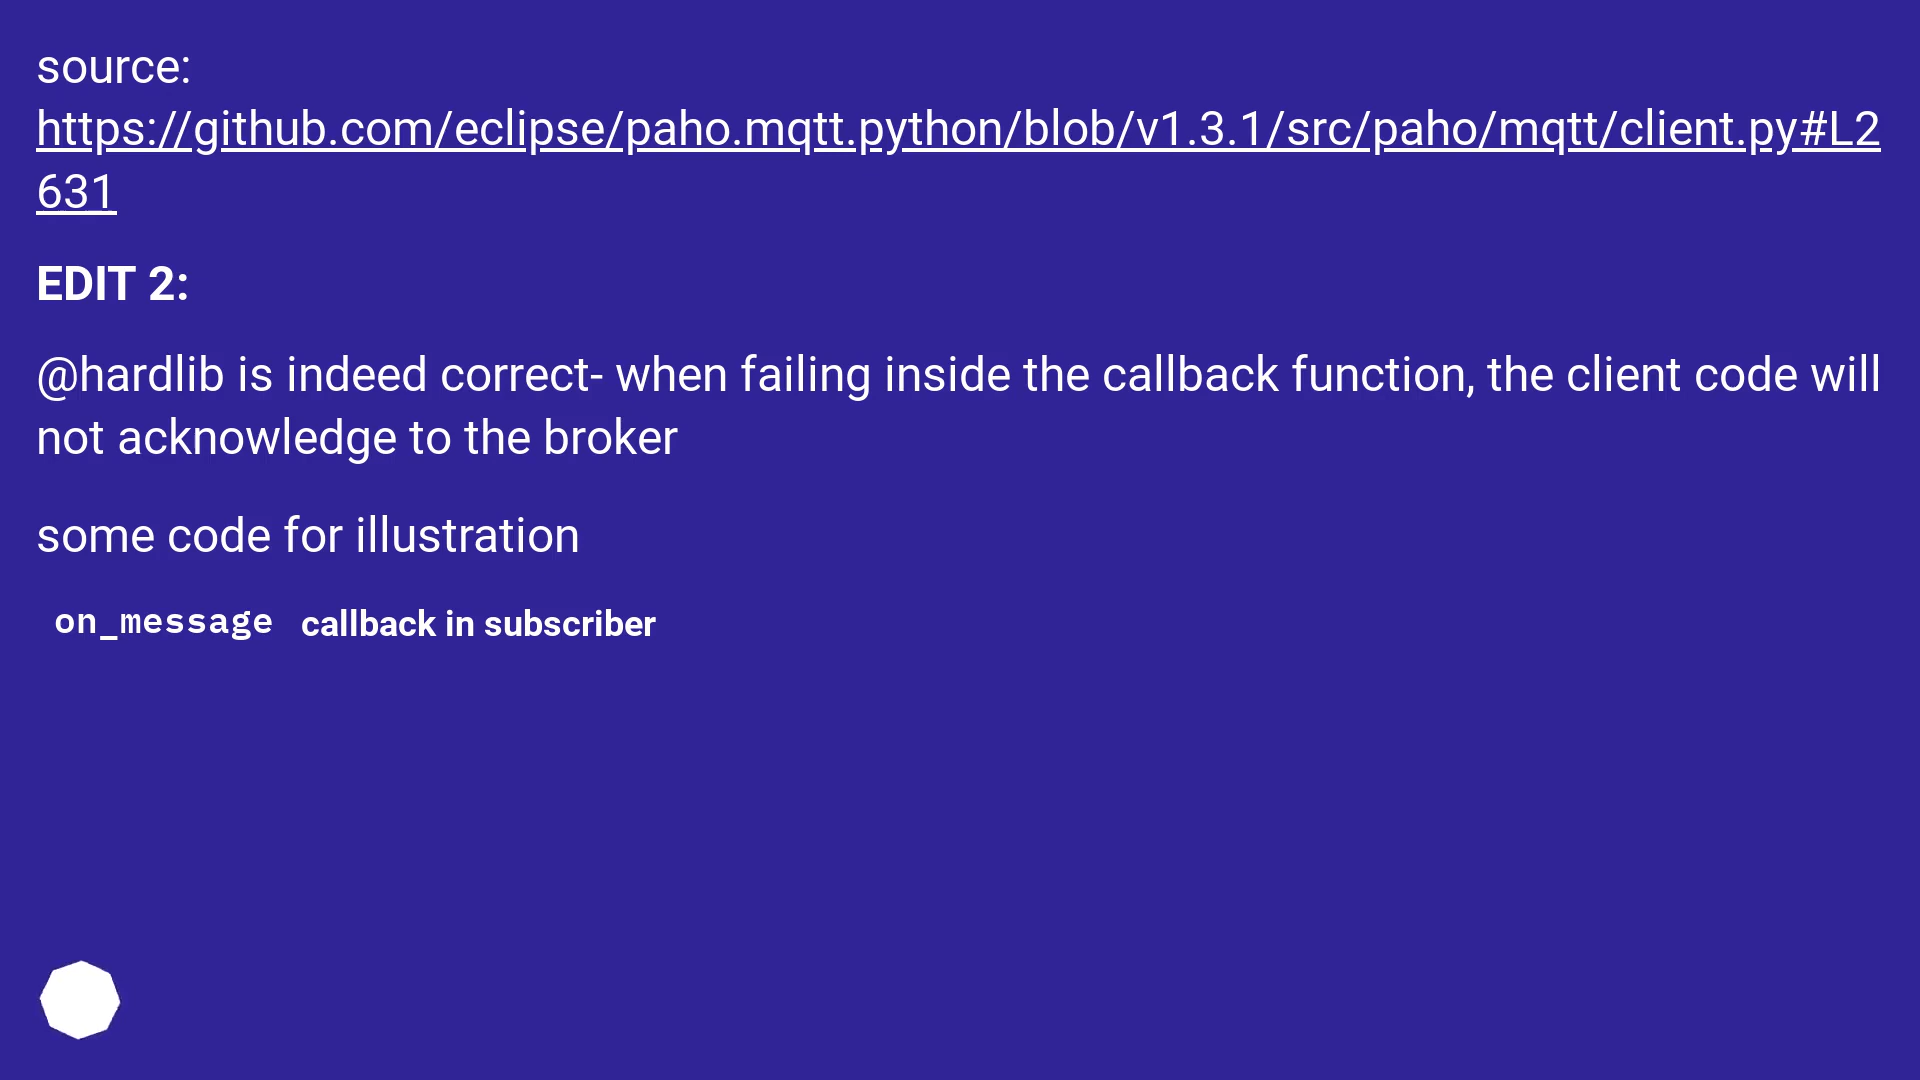 source:
https://github.com/eclipse/paho.mqtt.python/blob/v1.3.1/src/paho/mqtt/client.py#L2
631
EDIT 2:
@hardlib is indeed correct- when failing inside the callback function, the client code will
not acknowledge to the broker
some code for illustration
on_message callback in subscriber